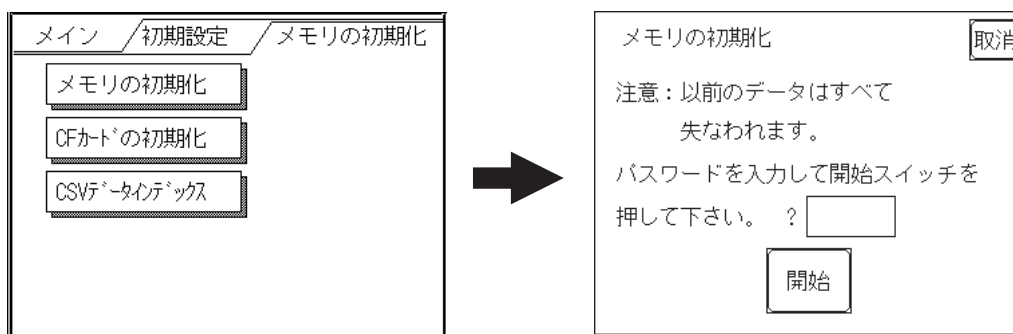 メイン 初期設定 メモリの初期化
メモリの初期化
CFｶｰﾄﾞの初期化
CSVﾃﾞｰﾀｲﾝﾃﾞｯｸｽ
メモリの初期化 取消
注意：以前のデータはすべて
失なわれます。
パスワードを入力して開始スイッチを
押して下さい。 ?
開始